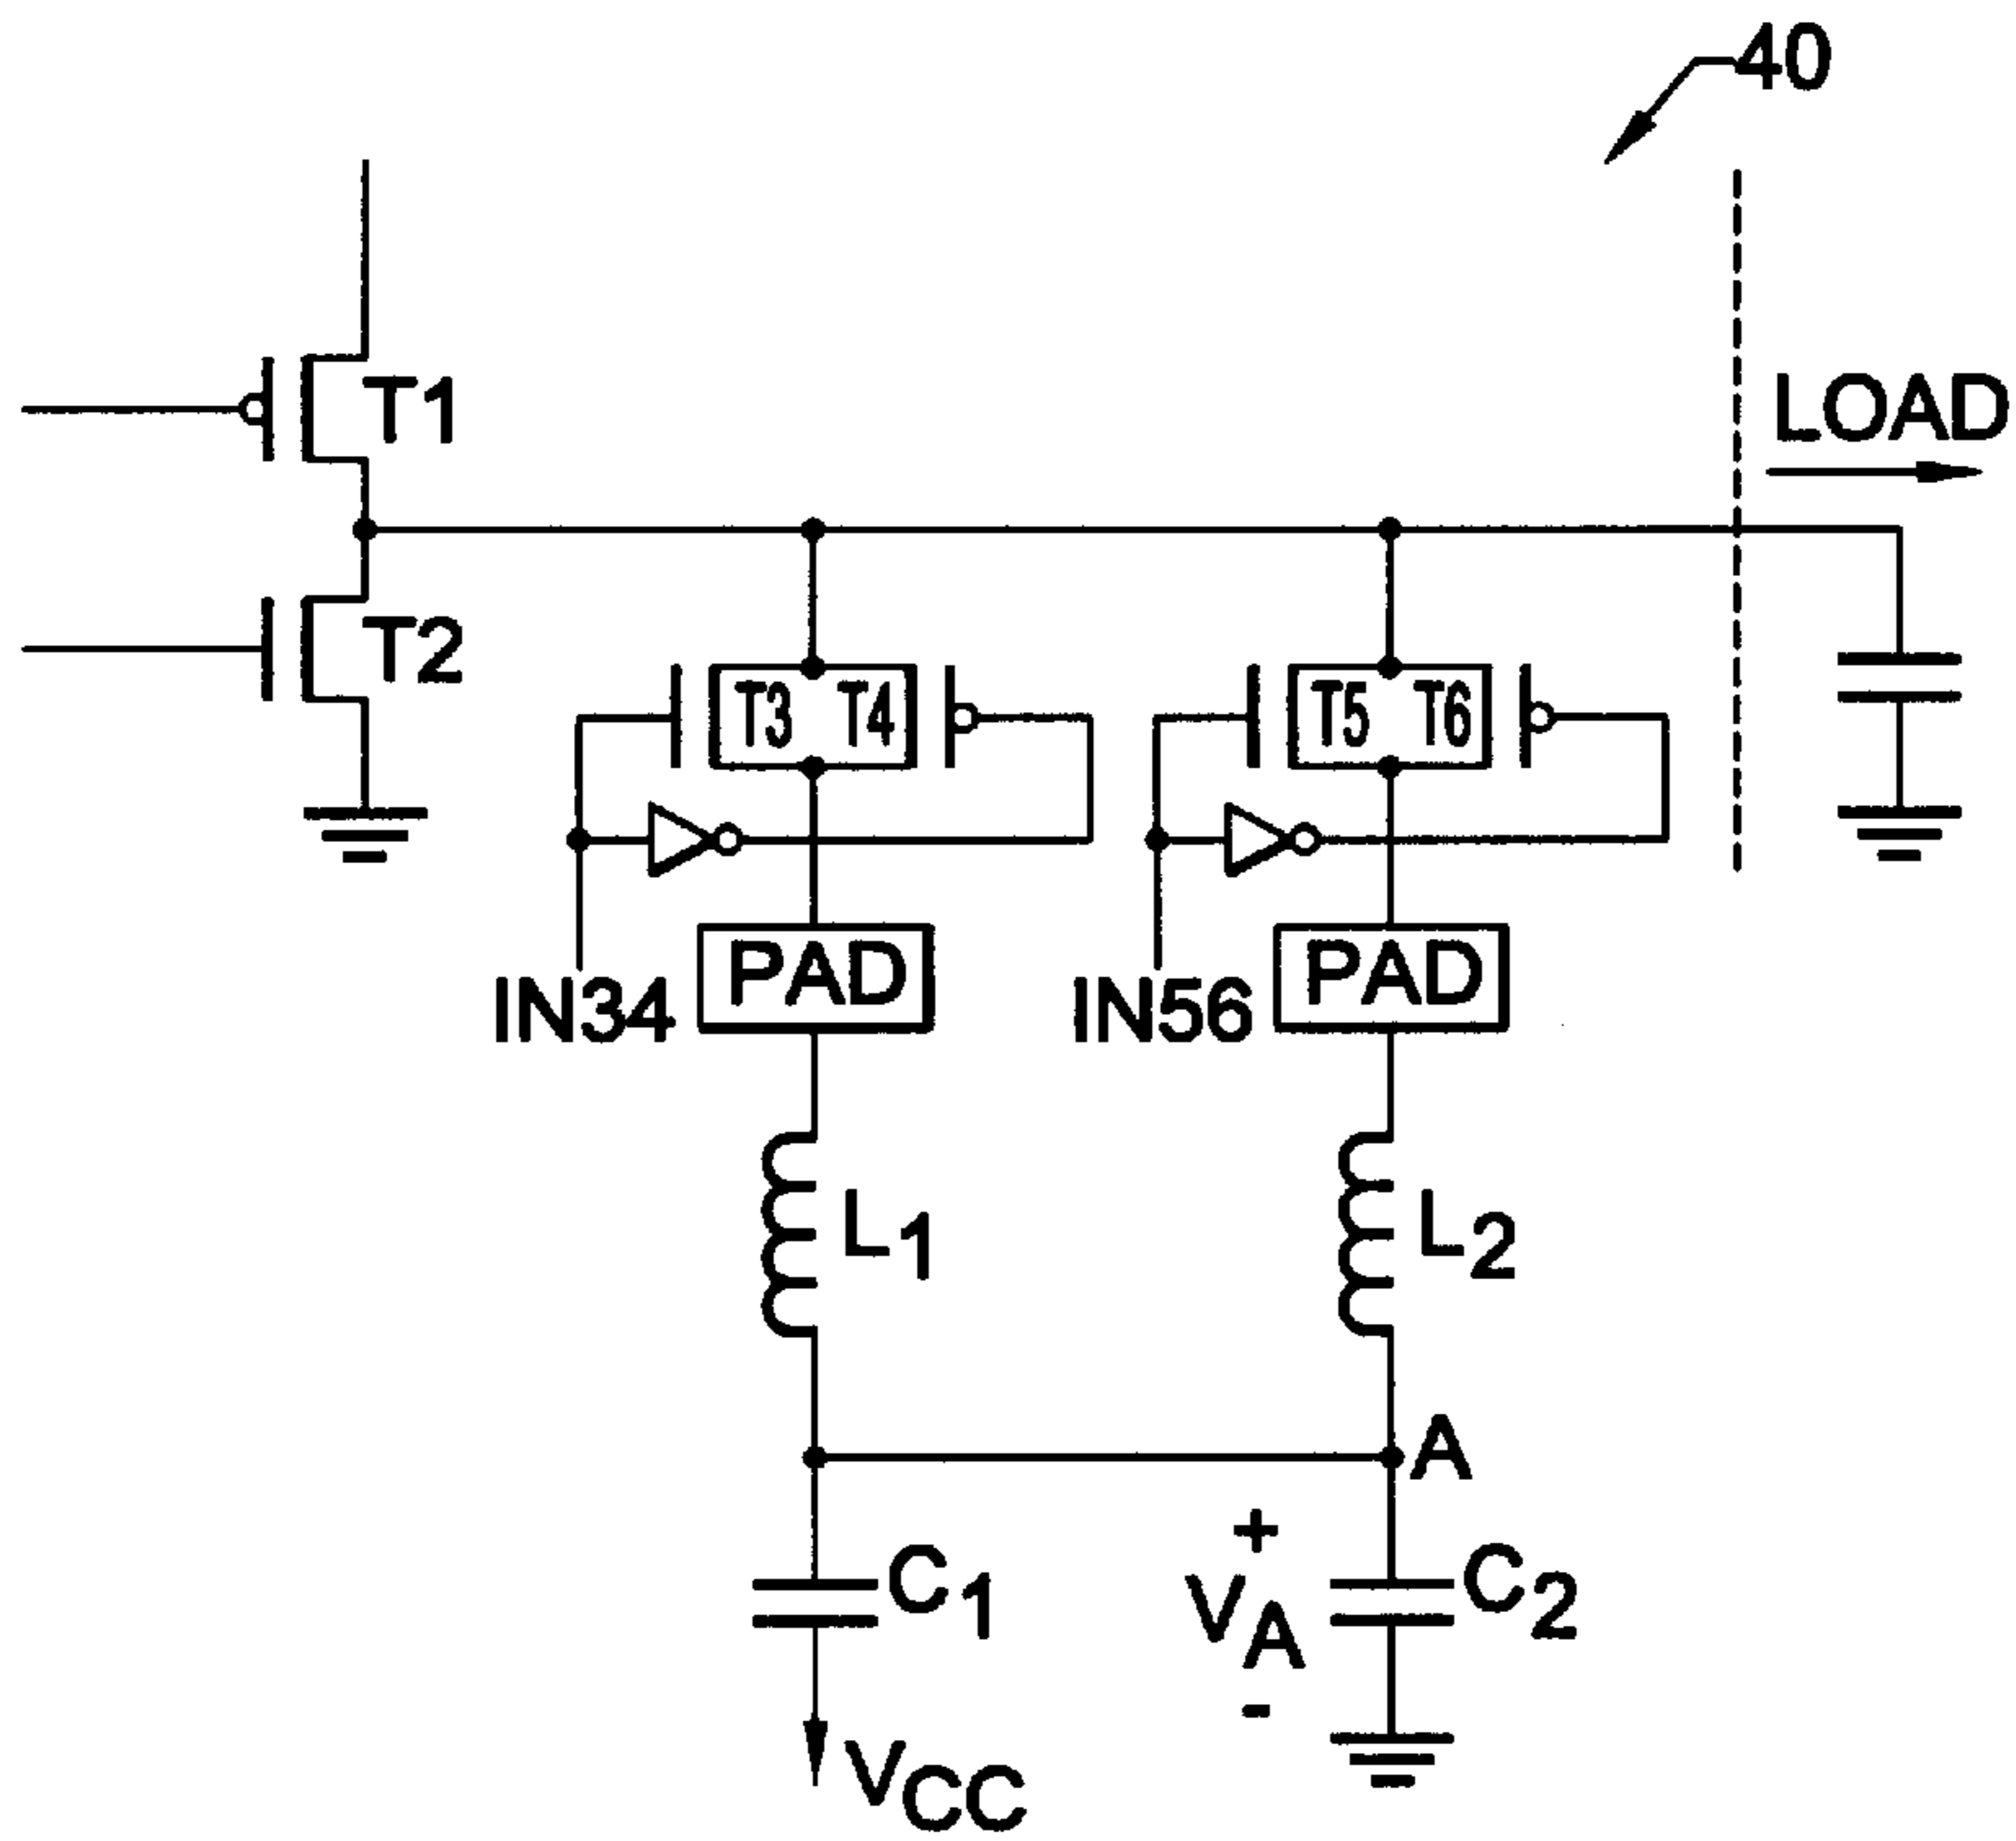 40
T1
LOAD
T2
T3 T4
T5 T6
IN34
PAD
IN56
PAD
L1
L2
A
C1
+
VA
-
C2
VCC